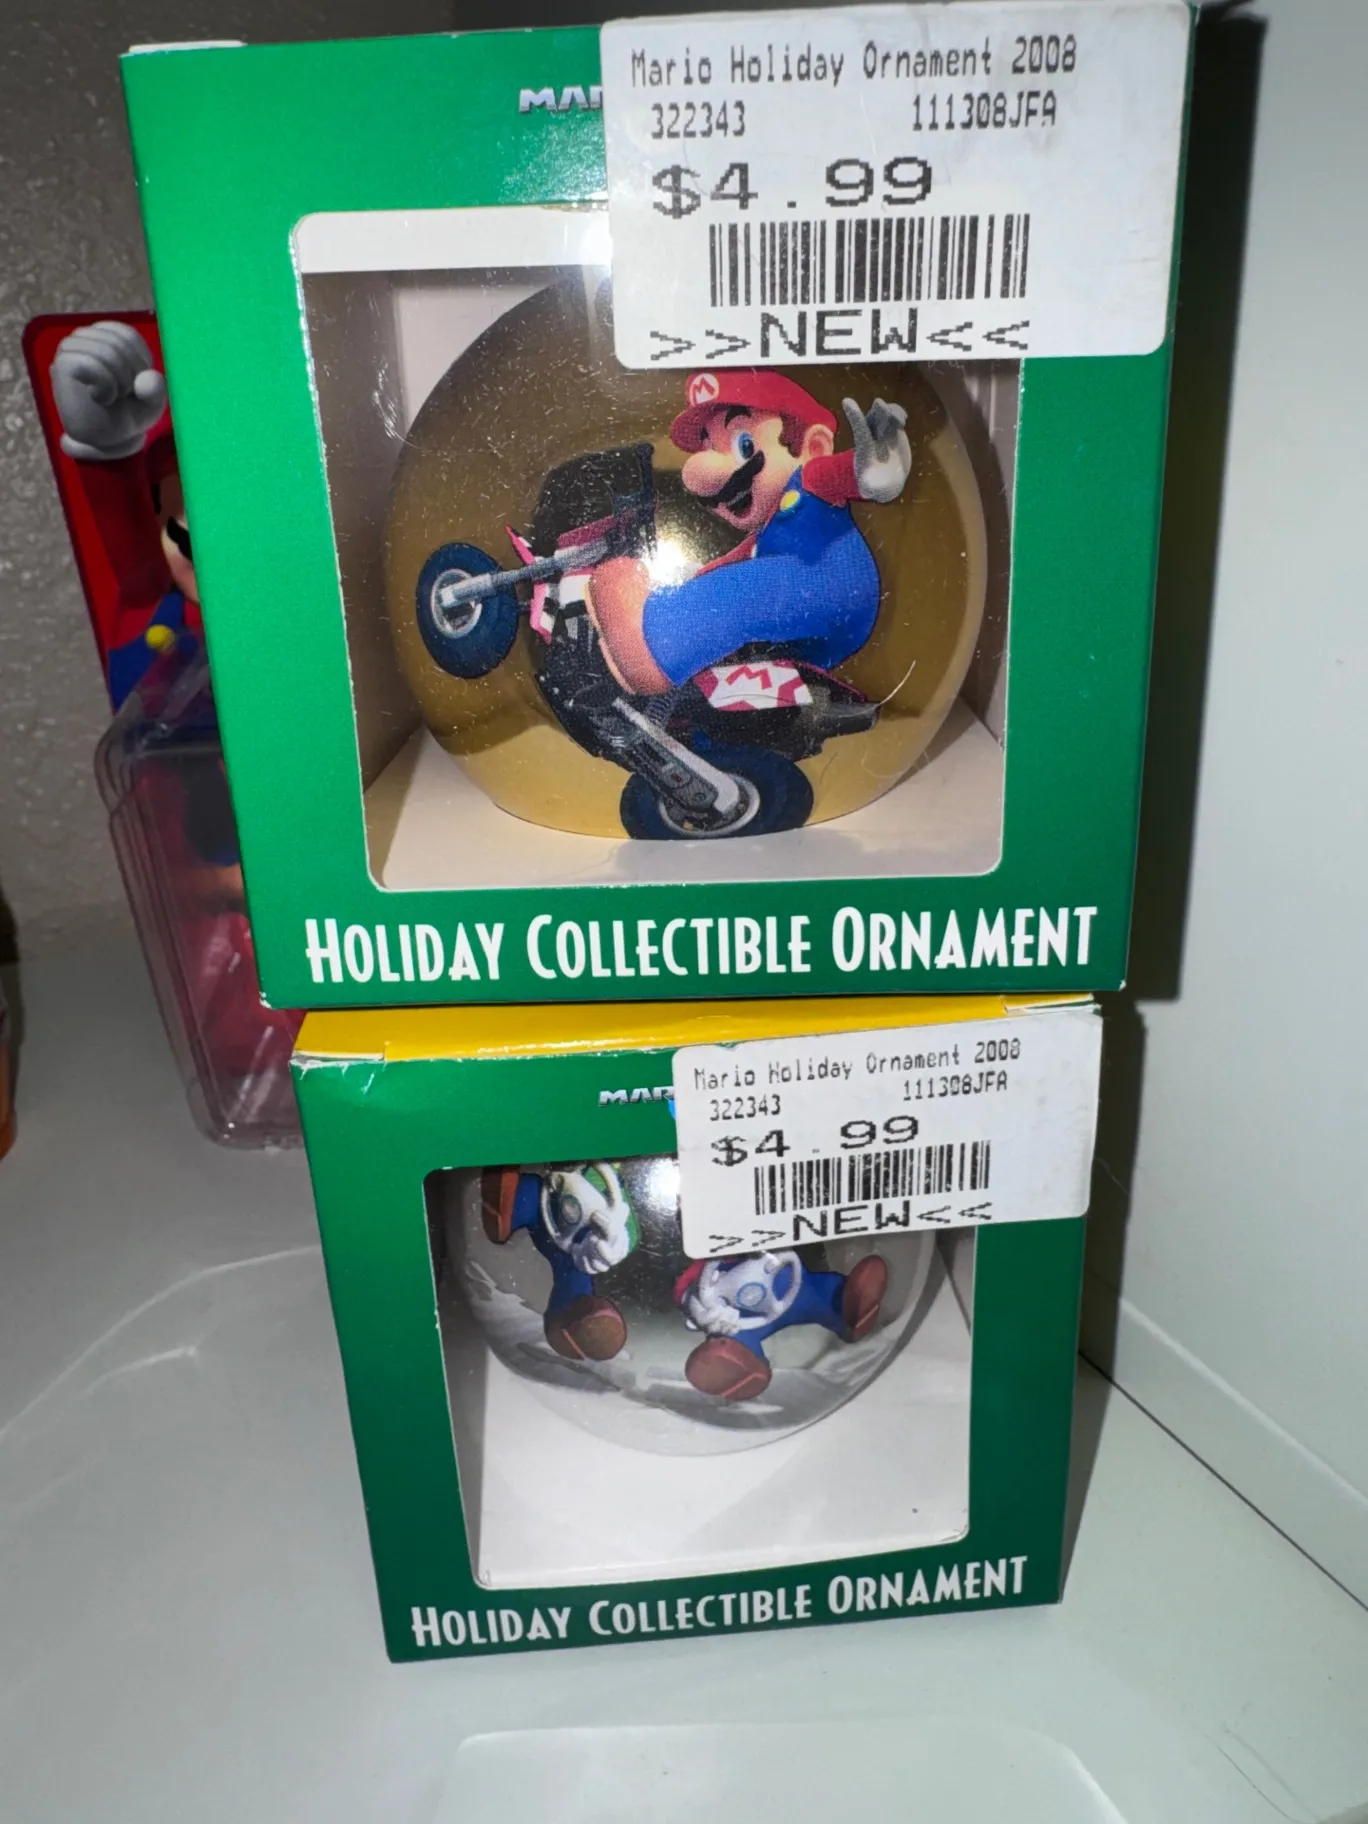 Mario Holiday Ornament 2008
322343 111308JFA
$4.99
>>NEW<<
M
M
HOLIDAY COLLECTIBLE ORNAMENT
Mario Holiday Ornament 2008
322343 111308JFA
$4.99
>>NEW<<
HOLIDAY COLLECTIBLE ORNAMENT